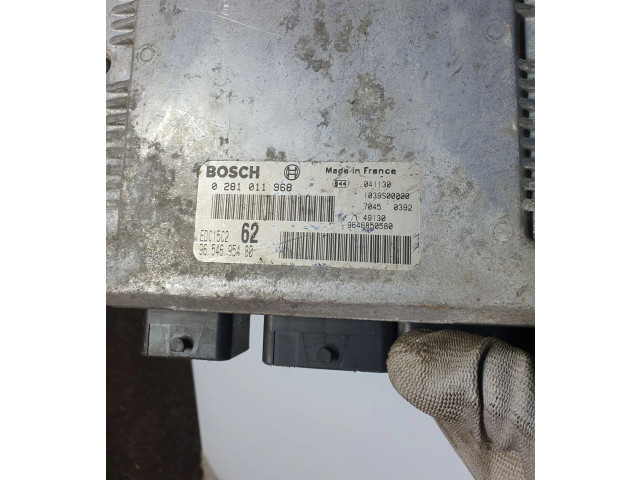 BOSCH
Made in France
0 281 011 968
041130
1039S00000
7045 0392
49130
9646850580
EDC15C2 62
96 546 954 80